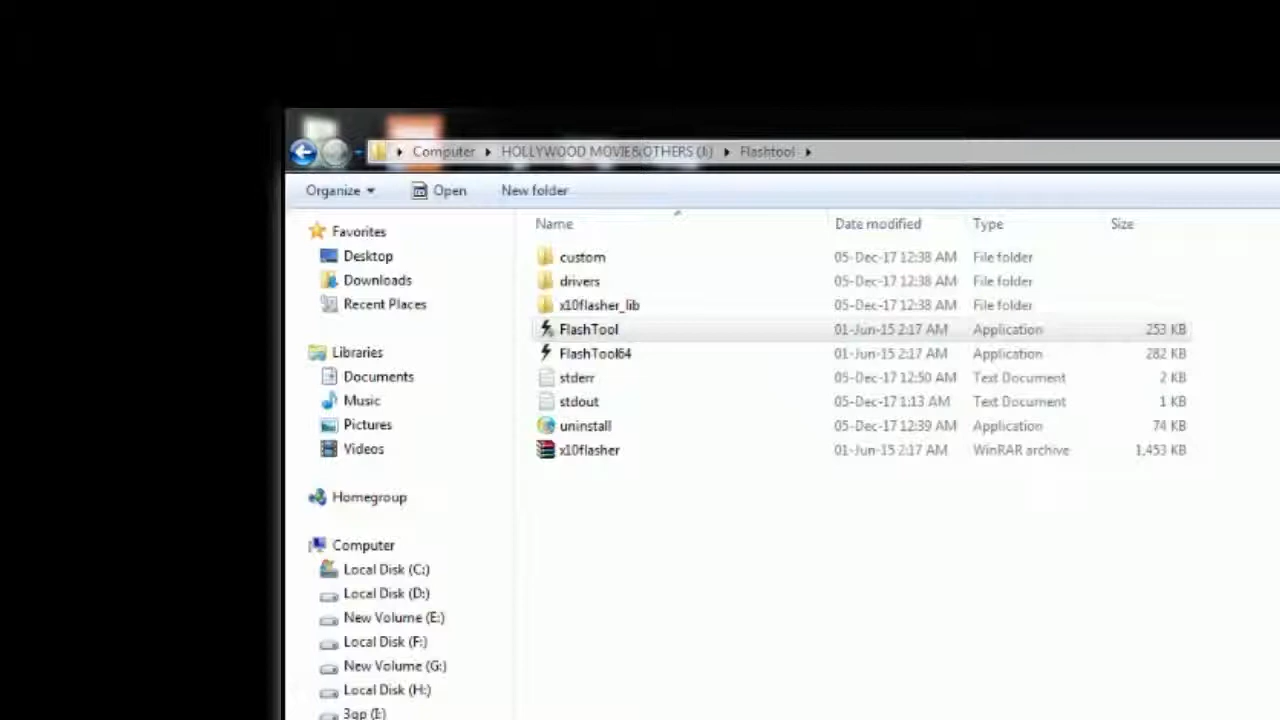 Computer HOLLYWOOD MOVIE&OTHERS (J:) Flashtool
Organize Open New folder
Name Date modified Type Size
Favorites
Desktop
Downloads
Recent Places
Libraries
Documents
Music
Pictures
Videos
Homegroup
Computer
Local Disk (C:)
Local Disk (D:)
New Volume (E:)
Local Disk (F:)
New Volume (G:)
Local Disk (H:)
3gp (I:)
custom 05-Dec-17 12:38 AM File folder
drivers 05-Dec-17 12:38 AM File folder
x10flasher_lib 05-Dec-17 12:38 AM File folder
FlashTool 01-Jun-15 2:17 AM Application 253 KB
FlashTool64 01-Jun-15 2:17 AM Application 282 KB
stderr 05-Dec-17 12:50 AM Text Document 2 KB
stdout 05-Dec-17 1:13 AM Text Document 1 KB
uninstall 05-Dec-17 12:39 AM Application 74 KB
x10flasher 01-Jun-15 2:17 AM WinRAR archive 1,453 KB